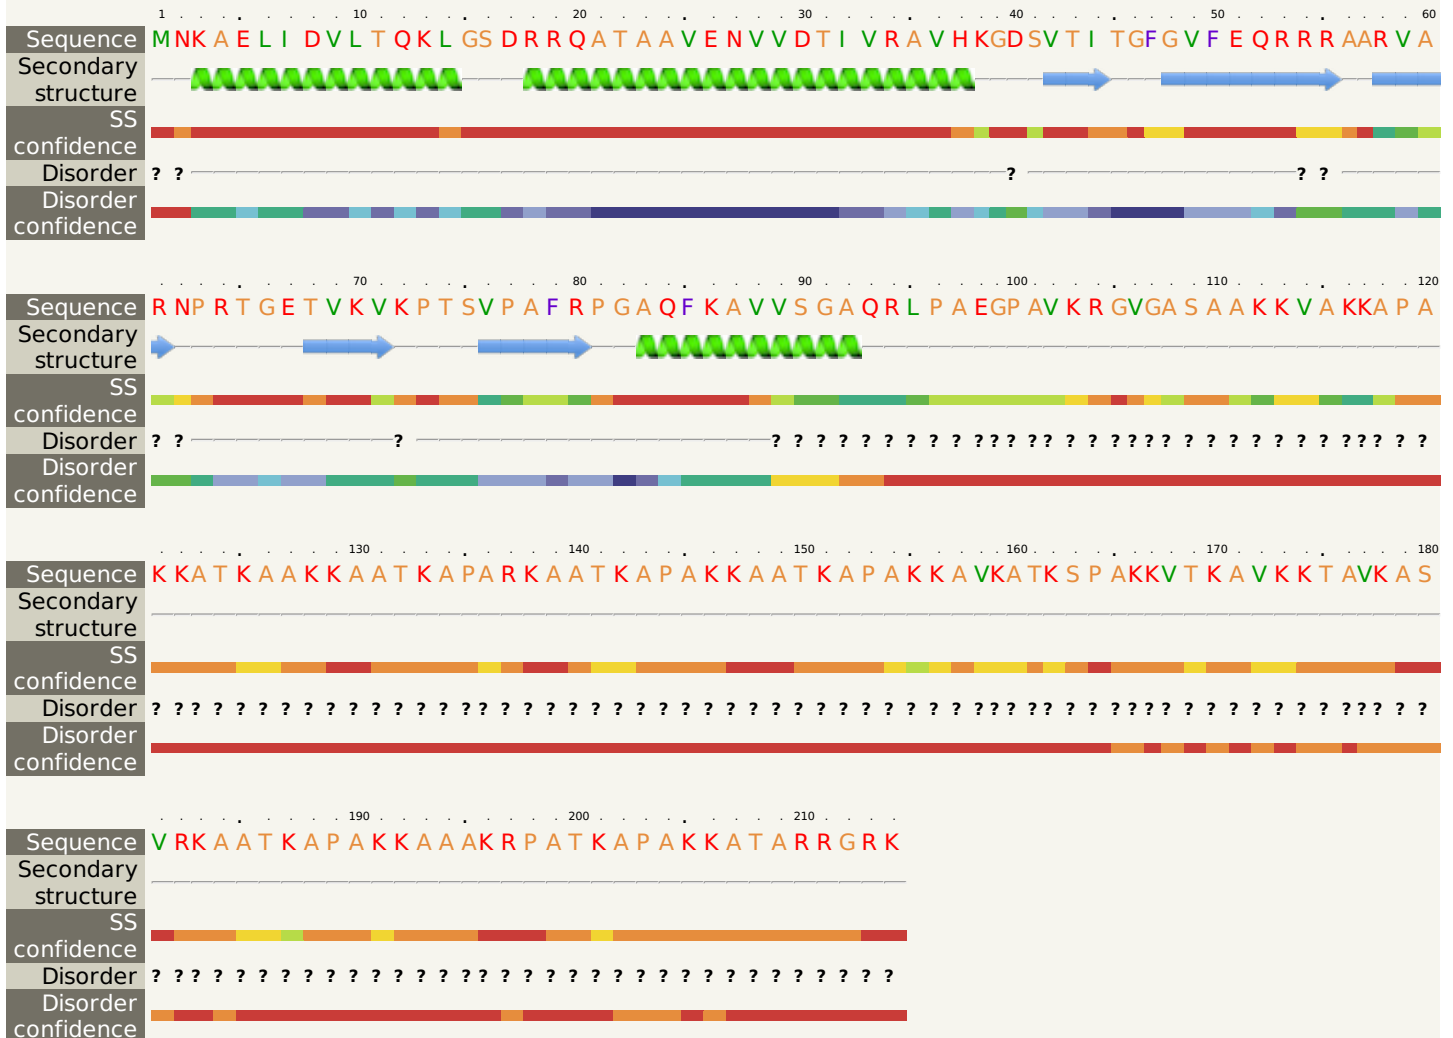 1 10 20 30 40 50 60
Sequence M N K A E L I D V L T Q K L G S D R R Q A T A A V E N V V D T I V R A V H K G D S V T I T G F G V F E Q R R R A A R V A
Secondary
structure
SS
confidence
Disorder ? ? ? ? ?
Disorder
confidence
70 80 90 100 110 120
Sequence R N P R T G E T V K V K P T S V P A F R P G A Q F K A V V S G A Q R L P A E G P A V K R G V G A S A A K K V A K K A P A
Secondary
structure
SS
confidence
Disorder ? ? ? ? ? ? ? ? ? ? ? ? ? ? ? ? ? ? ? ? ? ? ? ? ? ? ? ? ? ? ? ? ? ? ?
Disorder
confidence
130 140 150 160 170 180
Sequence K K A T K A A K K A A T K A P A R K A A T K A P A K K A A T K A P A K K A V K A T K S P A K K V T K A V K K T A V K A S
Secondary
structure
SS
confidence
Disorder ? ? ? ? ? ? ? ? ? ? ? ? ? ? ? ? ? ? ? ? ? ? ? ? ? ? ? ? ? ? ? ? ? ? ? ? ? ? ? ? ? ? ? ? ? ? ? ? ? ? ? ? ? ? ? ? ? ? ? ?
Disorder
confidence
190 200 210
Sequence V R K A A T K A P A K K A A A K R P A T K A P A K K A T A R R G R K
Secondary
structure
SS
confidence
Disorder ? ? ? ? ? ? ? ? ? ? ? ? ? ? ? ? ? ? ? ? ? ? ? ? ? ? ? ? ? ? ? ? ? ?
Disorder
confidence